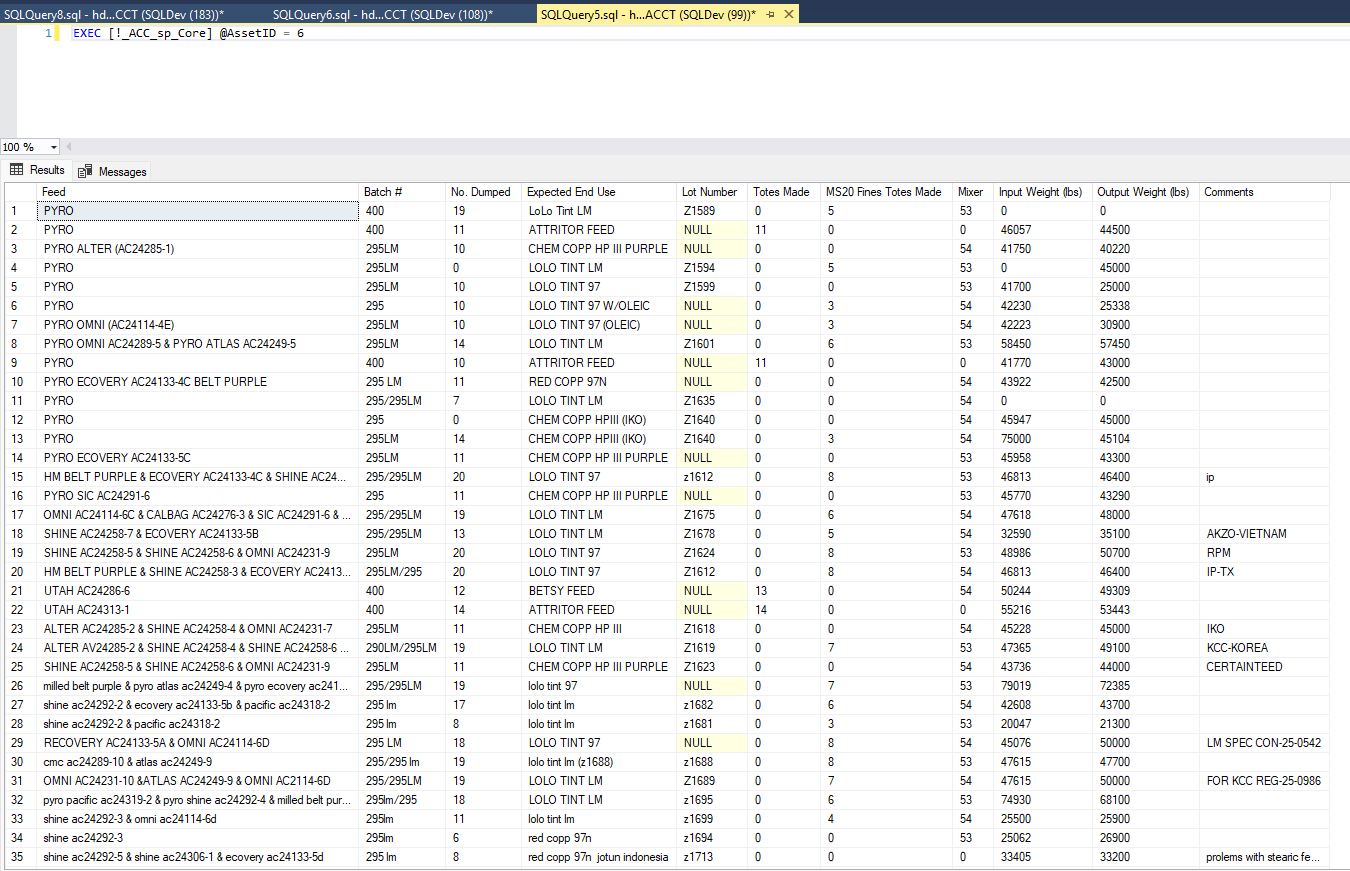 SQLQuery8.sql - hd...CCT (SQLDev (183))* SQLQuery6.sql - hd...CCT (SQLDev (108))* SQLQuery5.sql - h...ACCT (SQLDev (99))*
1 EXEC [!_ACC_sp_Core] @AssetID = 6
100 %
Results Messages
Feed Batch # No. Dumped Expected End Use Lot Number Totes Made MS20 Fines Totes Made Mixer Input Weight (lbs) Output Weight (lbs) Comments
1 PYRO 400 19 LoLo Tint LM Z1589 0 5 53 0 0
2 PYRO 400 11 ATTRITOR FEED NULL 11 0 0 46057 44500
3 PYRO ALTER (AC24285-1) 295LM 10 CHEM COPP HP III PURPLE NULL 0 0 54 41750 40220
4 PYRO 295LM 0 LOLO TINT LM Z1594 0 5 53 0 45000
5 PYRO 295LM 10 LOLO TINT 97 Z1599 0 0 53 41700 25000
6 PYRO 295 10 LOLO TINT 97 W/OLEIC NULL 0 3 54 42230 25338
7 PYRO OMNI (AC24114-4E) 295LM 10 LOLO TINT 97 (OLEIC) NULL 0 3 54 42223 30900
8 PYRO OMNI AC24289-5 & PYRO ATLAS AC24249-5 295LM 14 LOLO TINT LM Z1601 0 6 53 58450 57450
9 PYRO 400 10 ATTRITOR FEED NULL 11 0 0 41770 43000
10 PYRO ECOVERY AC24133-4C BELT PURPLE 295 LM 11 RED COPP 97N NULL 0 0 54 43922 42500
11 PYRO 295/295LM 7 LOLO TINT LM Z1635 0 0 54 0 0
12 PYRO 295 0 CHEM COPP HPIII (IKO) Z1640 0 0 54 45947 45000
13 PYRO 295LM 14 CHEM COPP HPIII (IKO) Z1640 0 3 54 75000 45104
14 PYRO ECOVERY AC24133-5C 295LM 11 CHEM COPP HP III PURPLE NULL 0 0 53 45958 43300
15 HM BELT PURPLE & ECOVERY AC24133-4C & SHINE AC24... 295/295LM 20 LOLO TINT 97 z1612 0 8 53 46813 46400 ip
16 PYRO SIC AC24291-6 295 11 CHEM COPP HP III PURPLE NULL 0 0 53 45770 43290
17 OMNI AC24114-6C & CALBAG AC24276-3 & SIC AC24291-6 & ... 295/295LM 19 LOLO TINT LM Z1675 0 6 54 47618 48000
18 SHINE AC24258-7 & ECOVERY AC24133-5B 295/295LM 13 LOLO TINT LM Z1678 0 5 54 32590 35100 AKZO-VIETNAM
19 SHINE AC24258-5 & SHINE AC24258-6 & OMNI AC24231-9 295LM 20 LOLO TINT 97 Z1624 0 8 53 48986 50700 RPM
20 HM BELT PURPLE & SHINE AC24258-3 & ECOVERY AC2413... 295LM/295 20 LOLO TINT 97 Z1612 0 8 54 46813 46400 IP-TX
21 UTAH AC24286-6 400 12 BETSY FEED NULL 13 0 54 50244 49309
22 UTAH AC24313-1 400 14 ATTRITOR FEED NULL 14 0 0 55216 53443
23 ALTER AC24285-2 & SHINE AC24258-4 & OMNI AC24231-7 295LM 11 CHEM COPP HP III Z1618 0 0 54 45228 45000 IKO
24 ALTER AV24285-2 & SHINE AC24258-4 & SHINE AC24258-6 ... 290LM/295LM 19 LOLO TINT LM Z1619 0 7 53 47365 49100 KCC-KOREA
25 SHINE AC24258-5 & SHINE AC24258-6 & OMNI AC24231-9 295LM 11 CHEM COPP HP III PURPLE Z1623 0 0 54 43736 44000 CERTAINTEED
26 milled belt purple & pyro atlas ac24249-4 & pyro ecovery ac241... 295/295LM 19 lolo tint 97 NULL 0 7 53 79019 72385
27 shine ac24292-2 & ecovery ac24133-5b & pacific ac24318-2 295 lm 17 lolo tint lm z1682 0 6 54 42608 43700
28 shine ac24292-2 & pacific ac24318-2 295 lm 8 lolo tint lm z1681 0 3 53 20047 21300
29 RECOVERY AC24133-5A & OMNI AC24114-6D 295 LM 18 LOLO TINT 97 NULL 0 8 54 45076 50000 LM SPEC CON-25-0542
30 cmc ac24289-10 & atlas ac24249-9 295/295 lm 19 lolo tint lm (z1688) z1688 0 8 53 47615 47700
31 OMNI AC24231-10 &ATLAS AC24249-9 & OMNI AC2114-6D 295/295LM 19 LOLO TINT LM Z1689 0 7 54 47615 50000 FOR KCC REG-25-0986
32 pyro pacific ac24319-2 & pyro shine ac24292-4 & milled belt pur... 295lm/295 18 LOLO TINT LM z1695 0 6 53 74930 68100
33 shine ac24292-3 & omni ac24114-6d 295lm 11 lolo tint lm z1699 0 4 54 25500 25900
34 shine ac24292-3 295lm 6 red copp 97n z1694 0 0 53 25062 26900
35 shine ac24292-5 & shine ac24306-1 & ecovery ac24133-5d 295 lm 8 red copp 97n jotun indonesia z1713 0 0 0 33405 33200 prolems with stearic fe...